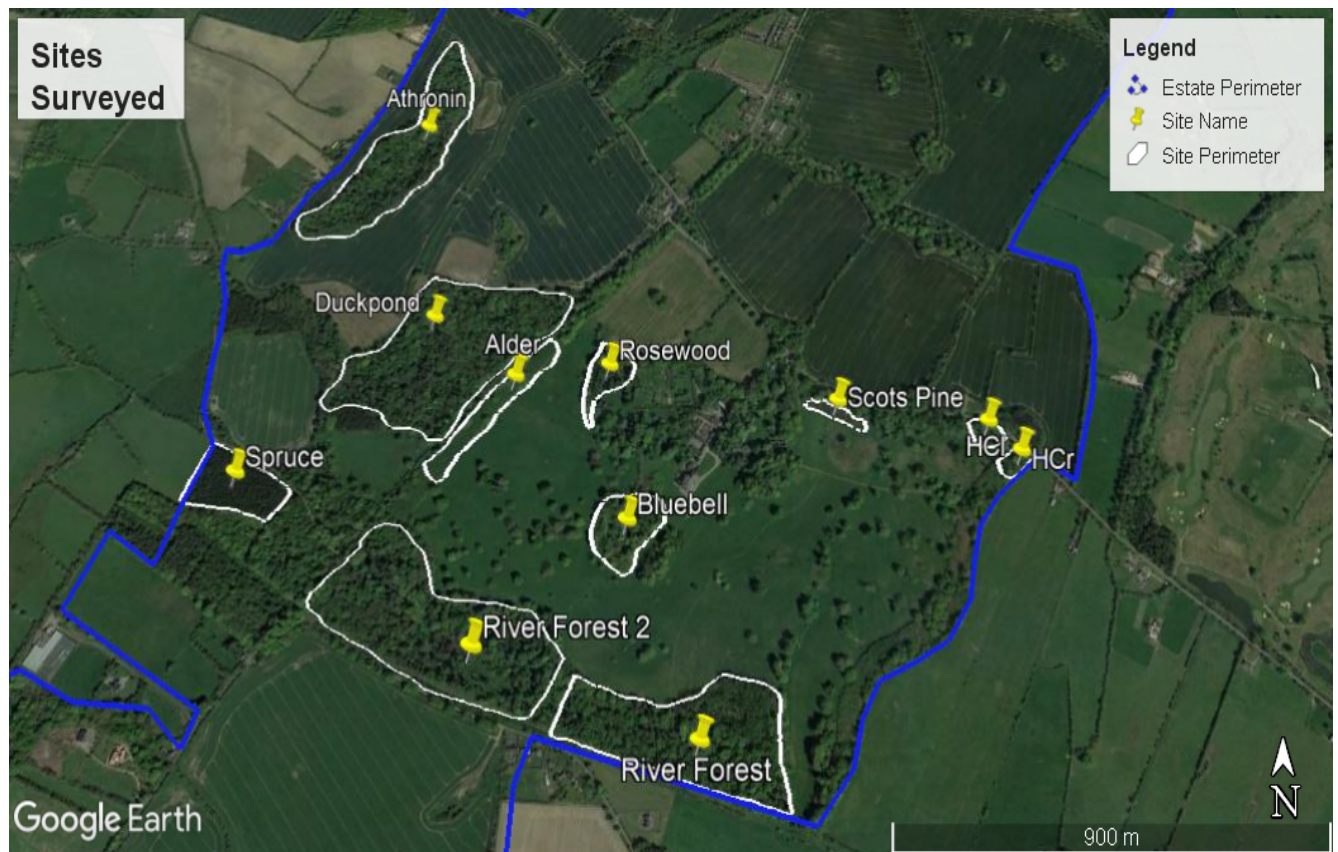 Sites
Surveyed
Legend
Estate Perimeter
Site Name
Site Perimeter
Athronin
Duckpond
Alder
Rosewood
Scots Pine
HCr
HCr
Spruce
Bluebell
River Forest 2
River Forest
Google Earth
N
900 m